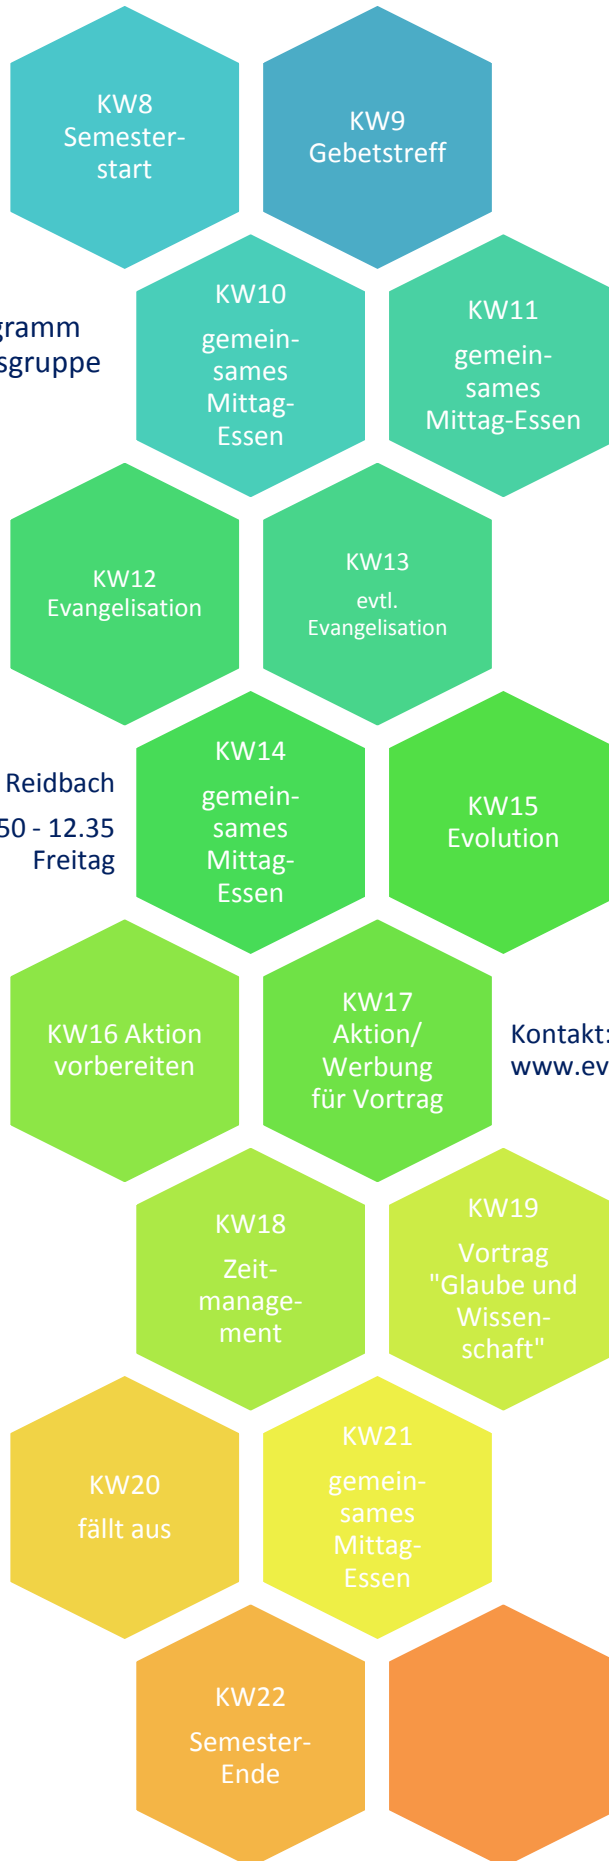 KW8
Semester-
start
KW9
Gebetstreff
gramm
sgruppe
KW10
gemein-
sames
Mittag-
Essen
KW11
gemein-
sames
Mittag-Essen
KW12
Evangelisation
KW13
evtl.
Evangelisation
Reidbach
50 - 12.35
Freitag
KW14
gemein-
sames
Mittag-
Essen
KW15
Evolution
KW16 Aktion
vorbereiten
KW17
Aktion/
Werbung
für Vortrag
Kontakt:
www.ev
KW18
Zeit-
manage-
ment
KW19
Vortrag
"Glaube und
Wissen-
schaft"
KW20
fällt aus
KW21
gemein-
sames
Mittag-
Essen
KW22
Semester-
Ende